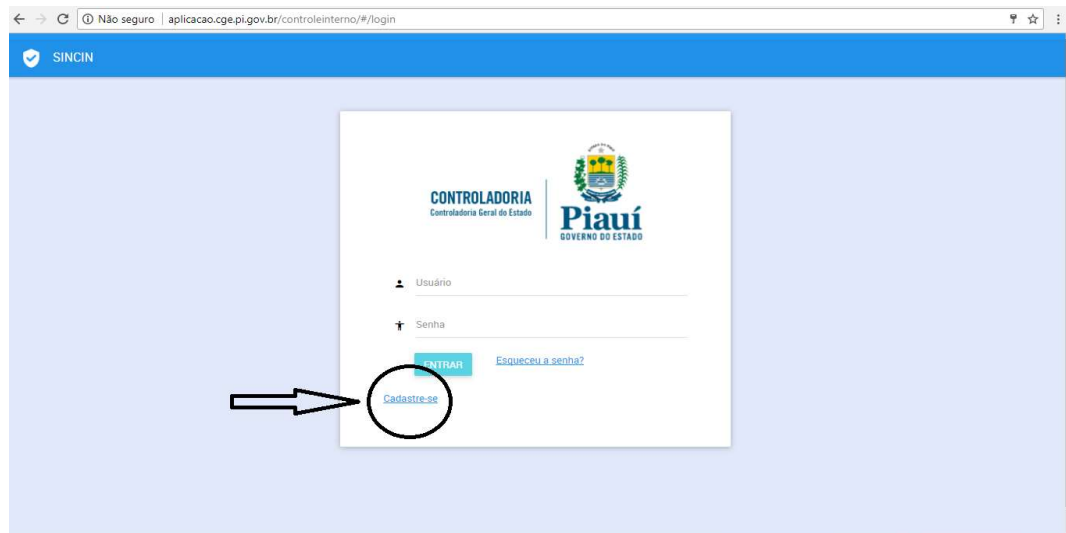 Não seguro | aplicacao.cge.pi.gov.br/controleinterno/#/login
SINCIN
CONTROLADORIA
Controladoria Geral do Estado
Piauí
GOVERNO DO ESTADO
Usuário
Senha
ENTRAR Esqueceu a senha?
Cadastre-se